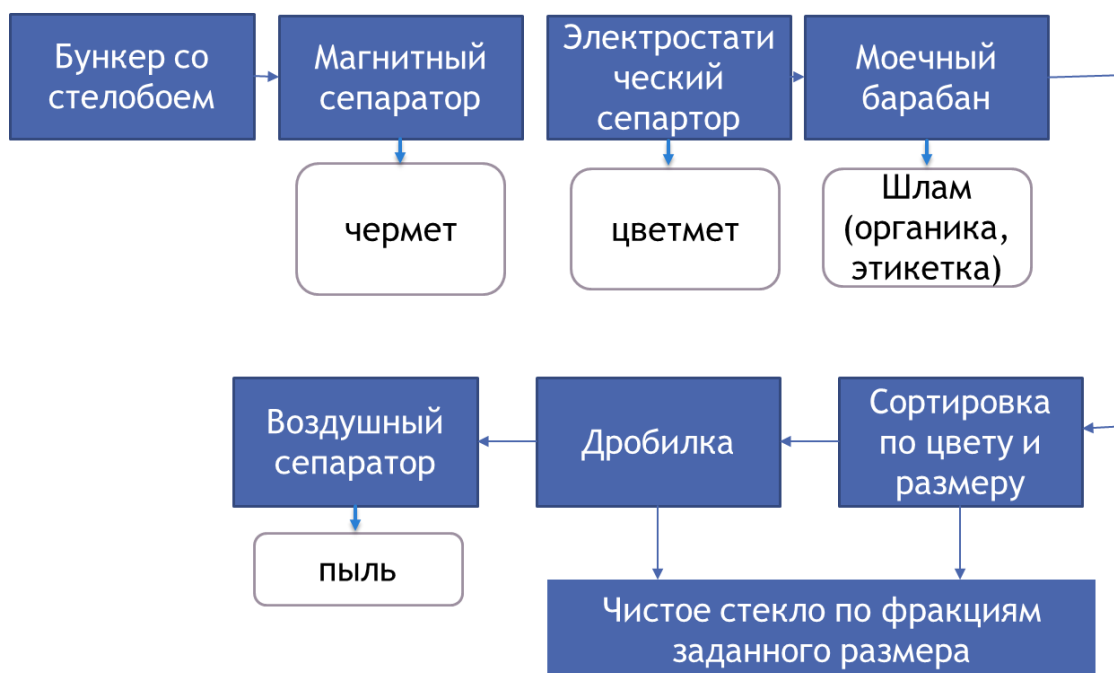 Бункер со
стелобоем
Магнитный
сепаратор
Электростати
ческий
сепартор
Моечный
барабан
чермет
цветмет
Шлам
(органика,
этикетка)
Воздушный
сепаратор
Дробилка
Сортировка
по цвету и
размеру
пыль
Чистое стекло по фракциям
заданного размера